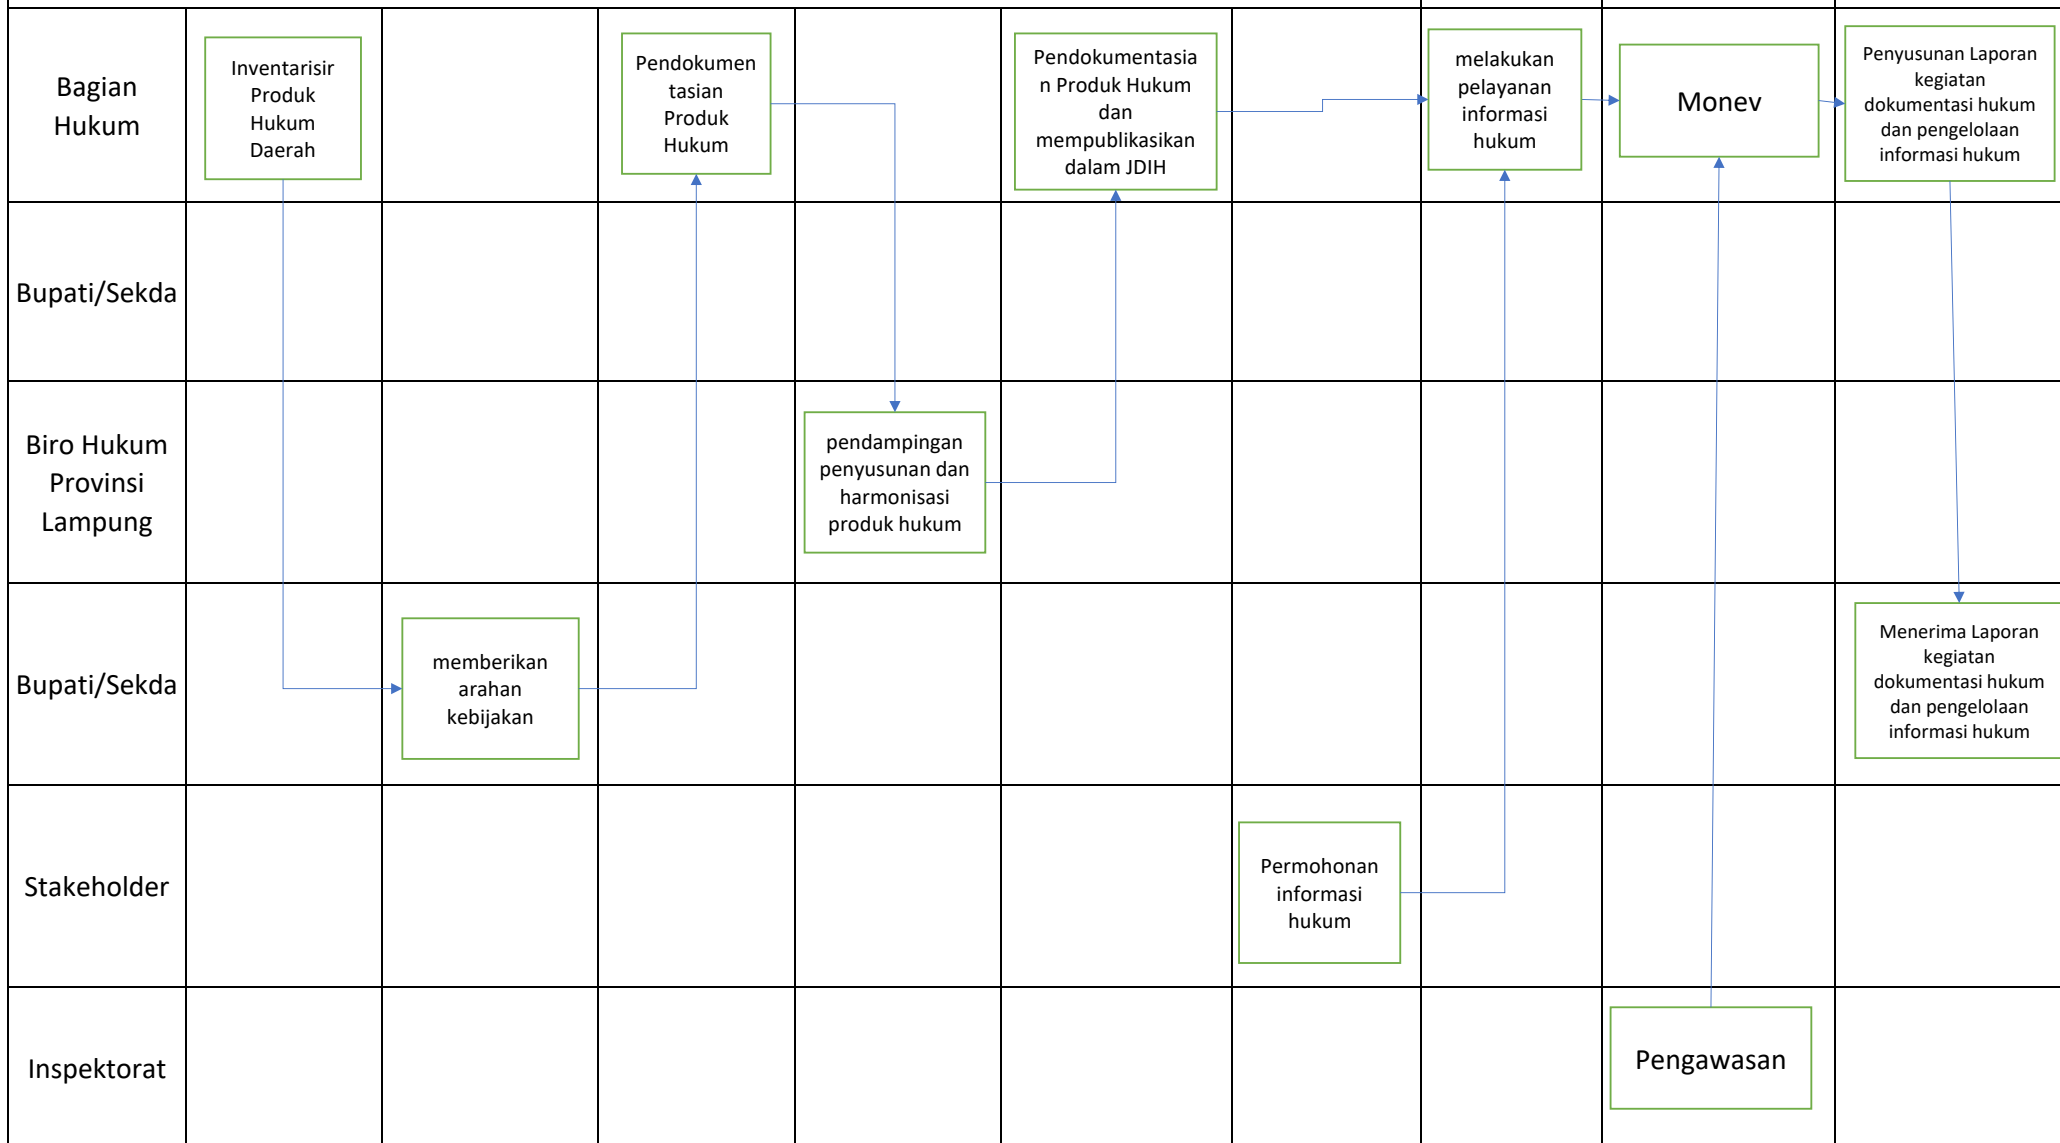 Bagian
Hukum
Inventarisir
Produk
Hukum
Daerah
Pendokumen
tasian
Produk
Hukum
Pendokumentasia
n Produk Hukum
dan
mempublikasikan
dalam JDIH
melakukan
pelayanan
informasi
hukum
Monev
Penyusunan Laporan
kegiatan
dokumentasi hukum
dan pengelolaan
informasi hukum
Bupati/Sekda
Biro Hukum
Provinsi
Lampung
pendampingan
penyusunan dan
harmonisasi
produk hukum
Bupati/Sekda
memberikan
arahan
kebijakan
Menerima Laporan
kegiatan
dokumentasi hukum
dan pengelolaan
informasi hukum
Stakeholder
Permohonan
informasi
hukum
Inspektorat
Pengawasan